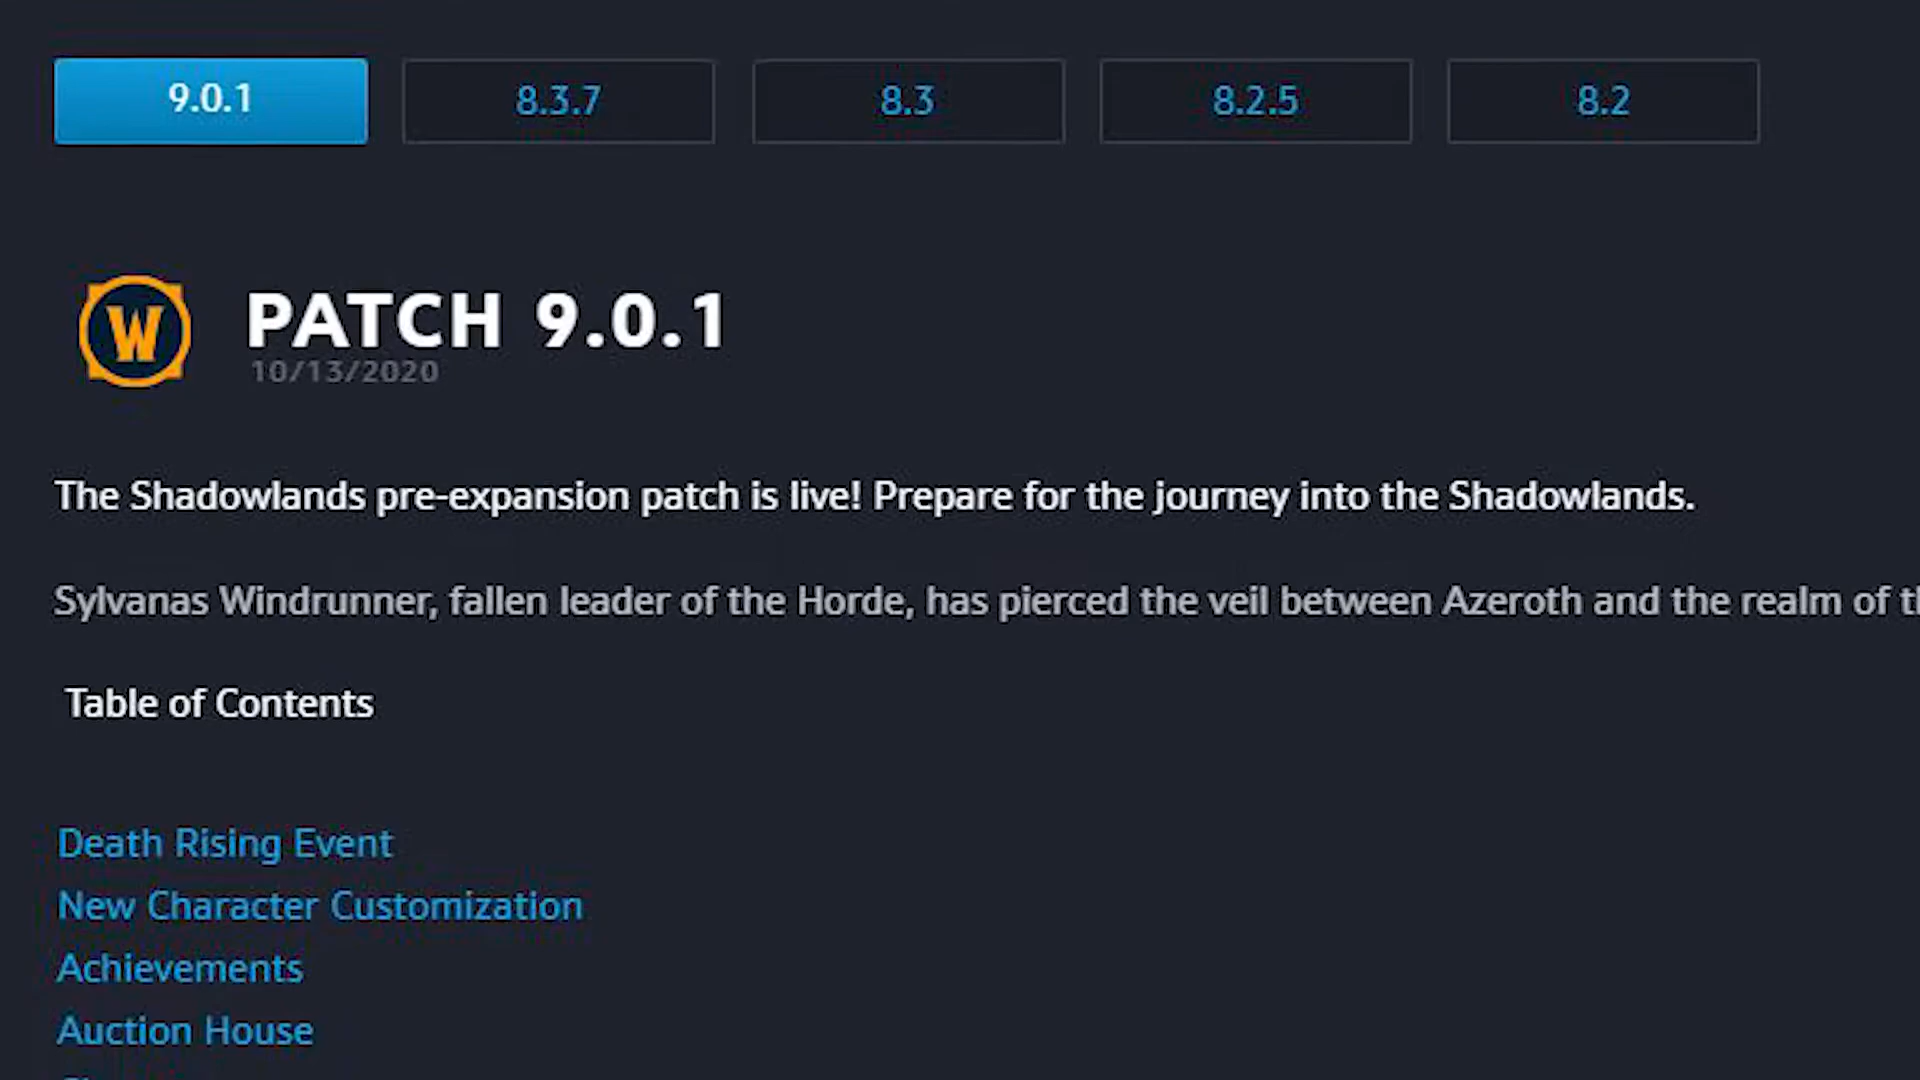 9.0.1 8.3.7 8.3 8.2.5 8.2
W
PATCH 9.0.1
10/13/2020
The Shadowlands pre-expansion patch is live! Prepare for the journey into the Shadowlands.
Sylvanas Windrunner, fallen leader of the Horde, has pierced the veil between Azeroth and the realm of
Table of Contents
Death Rising Event
New Character Customization
Achievements
Auction House